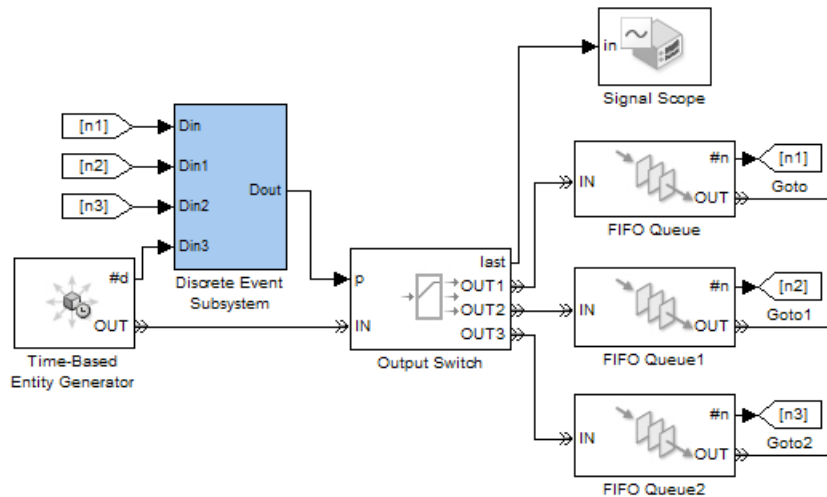 in
Signal Scope
[n1]
[n2]
[n3]
Din
Din1
Din2
Din3
Dout
Discrete Event
Subsystem
#d
OUT
Time-Based
Entity Generator
p
IN
last
OUT1
OUT2
OUT3
Output Switch
IN
#n
OUT
FIFO Queue
[n1]
Goto
IN
#n
OUT
FIFO Queue1
[n2]
Goto1
IN
#n
OUT
FIFO Queue2
[n3]
Goto2